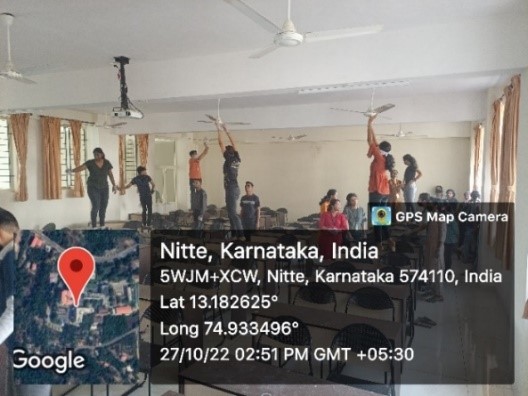 GPS Map Camera
Nitte, Karnataka, India
5WJM+XCW, Nitte, Karnataka 574110, India
Lat 13.182625°
Long 74.933496°
27/10/22 02:51 PM GMT +05:30
Google